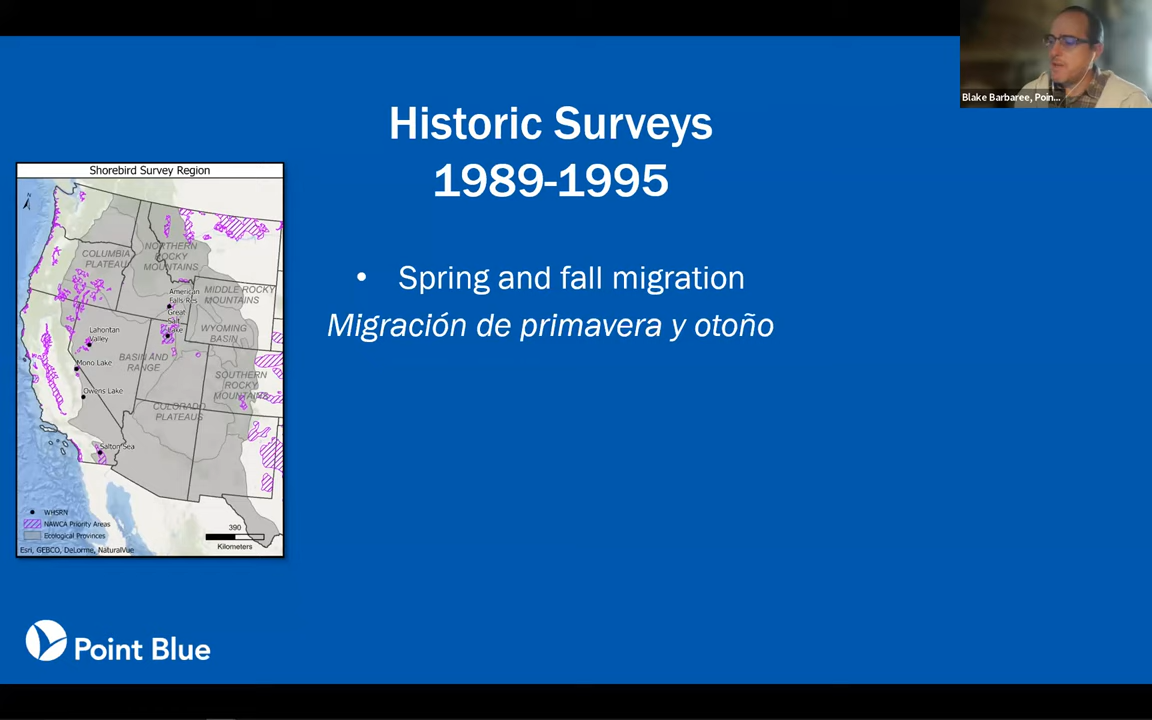 Blake Barbaree, Poin...
Historic Surveys
1989-1995
• Spring and fall migration
Migración de primavera y otoño
Shorebird Survey Region
N
COLUMBIA
PLATEAU
NORTHERN
ROCKY
MOUNTAINS
American
Falls Res
MIDDLE ROCKY
MOUNTAINS
Great
Salt
Lake
WYOMING
BASIN
Lahontan
Valley
BASIN AND
RANGE
Mono Lake
SOUTHERN
ROCKY
MOUNTAINS
Owens Lake
COLORADO
PLATEAUS
Salton Sea
WHSRN
NAWCA Priority Areas
Ecological Provinces
390
Kilometers
Esri, GEBCO, DeLorme, NaturalVue
Point Blue